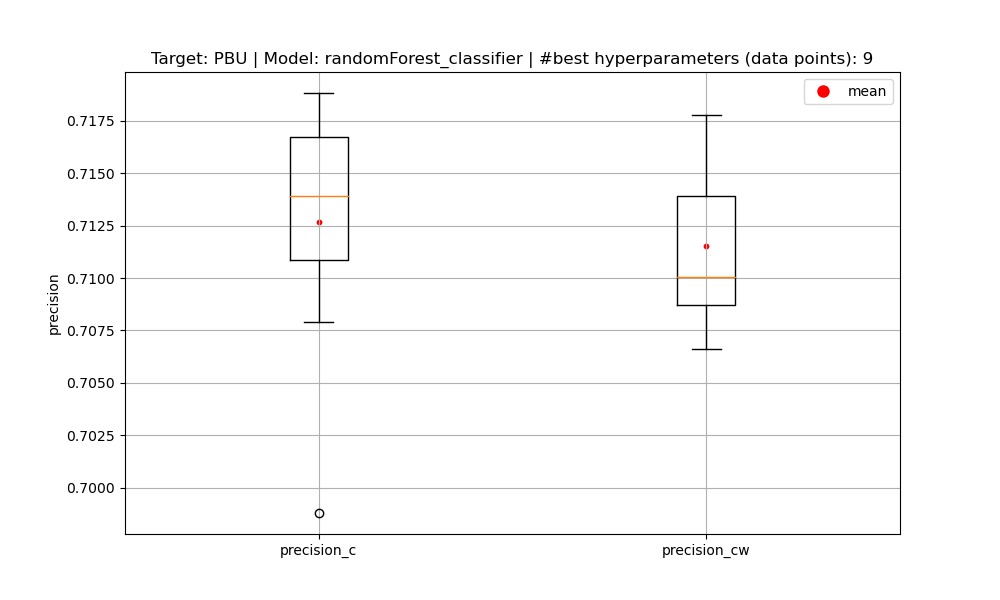 Target: PBU | Model: randomForest_classifier | #best hyperparameters (data points): 9
mean
0.7175
0.7150
0.7125
0.7100
0.7075
0.7050
0.7025
0.7000
precision
precision_c
precision_cw